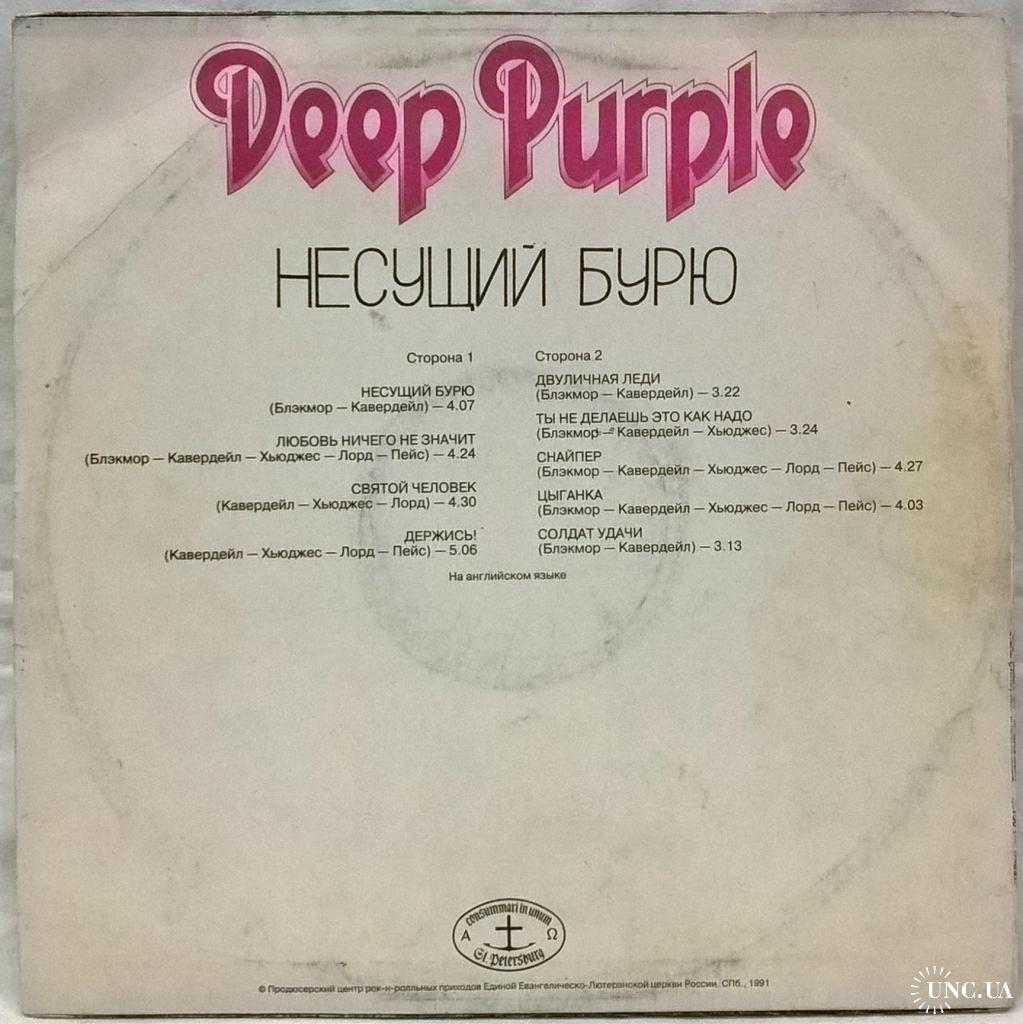 Deep Purple
НЕСУЩИЙ БУРЮ
Сторона 1
НЕСУЩИЙ БУРЮ
(Блэкмор — Кавердейл) — 4.07
ЛЮБОВЬ НИЧЕГО НЕ ЗНАЧИТ
(Блэкмор — Кавердейл — Хьюджес — Лорд — Пейс) — 4.24
СВЯТОЙ ЧЕЛОВЕК
(Кавердейл — Хьюджес — Лорд) — 4.30
ДЕРЖИСЬ!
(Кавердейл — Хьюджес — Лорд — Пейс) — 5.06
Сторона 2
ДВУЛИЧНАЯ ЛЕДИ
(Блэкмор — Кавердейл) — 3.22
ТЫ НЕ ДЕЛАЕШЬ ЭТО КАК НАДО
(Блэкмор — Кавердейл — Хьюджес) — 3.24
СНАЙПЕР
(Блэкмор — Кавердейл — Хьюджес — Лорд — Пейс) — 4.27
ЦЫГАНКА
(Блэкмор — Кавердейл — Хьюджес — Лорд — Пейс) — 4.03
СОЛДАТ УДАЧИ
(Блэкмор — Кавердейл) — 3.13
На английском языке
consummari in unum
Α Ω
St. Petersburg
© Продюсерский центр рок-н-ролльных приходов Единой Евангелическо-Лютеранской церкви России. СПб., 1991
UNC.UA